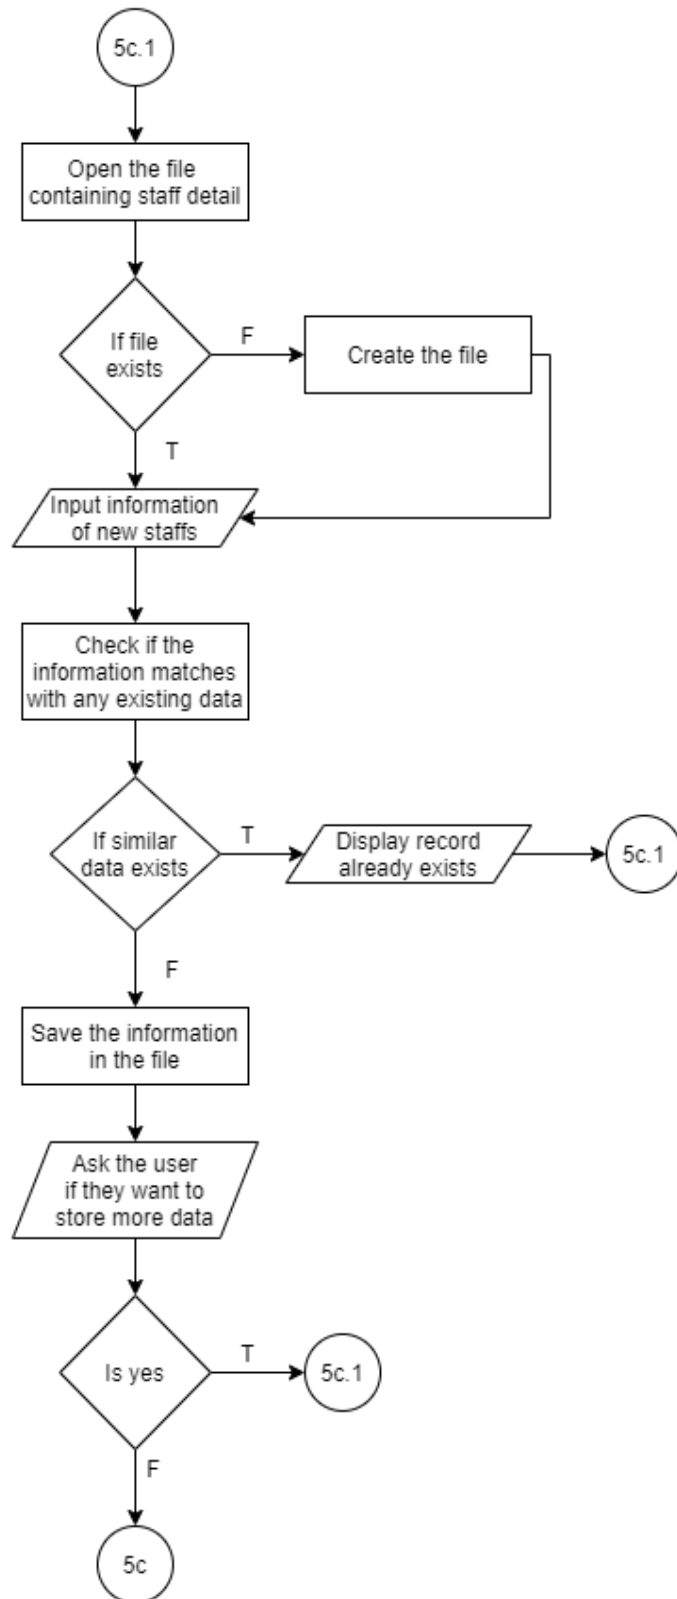 5c.1
Open the file
containing staff detail
If file
exists
F
Create the file
T
Input information
of new staffs
Check if the
information matches
with any existing data
If similar
data exists
T
Display record
already exists
5c.1
F
Save the information
in the file
Ask the user
if they want to
store more data
Is yes
T
5c.1
F
5c